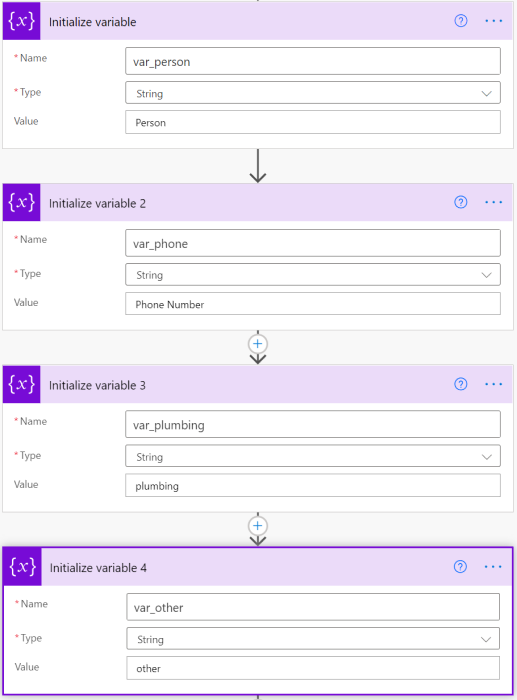 {x} Initialize variable ? ...
* Name var_person
* Type String
Value Person
{x} Initialize variable 2 ? ...
* Name var_phone
* Type String
Value Phone Number
+
{x} Initialize variable 3 ? ...
* Name var_plumbing
* Type String
Value plumbing
+
{x} Initialize variable 4 ? ...
* Name var_other
* Type String
Value other